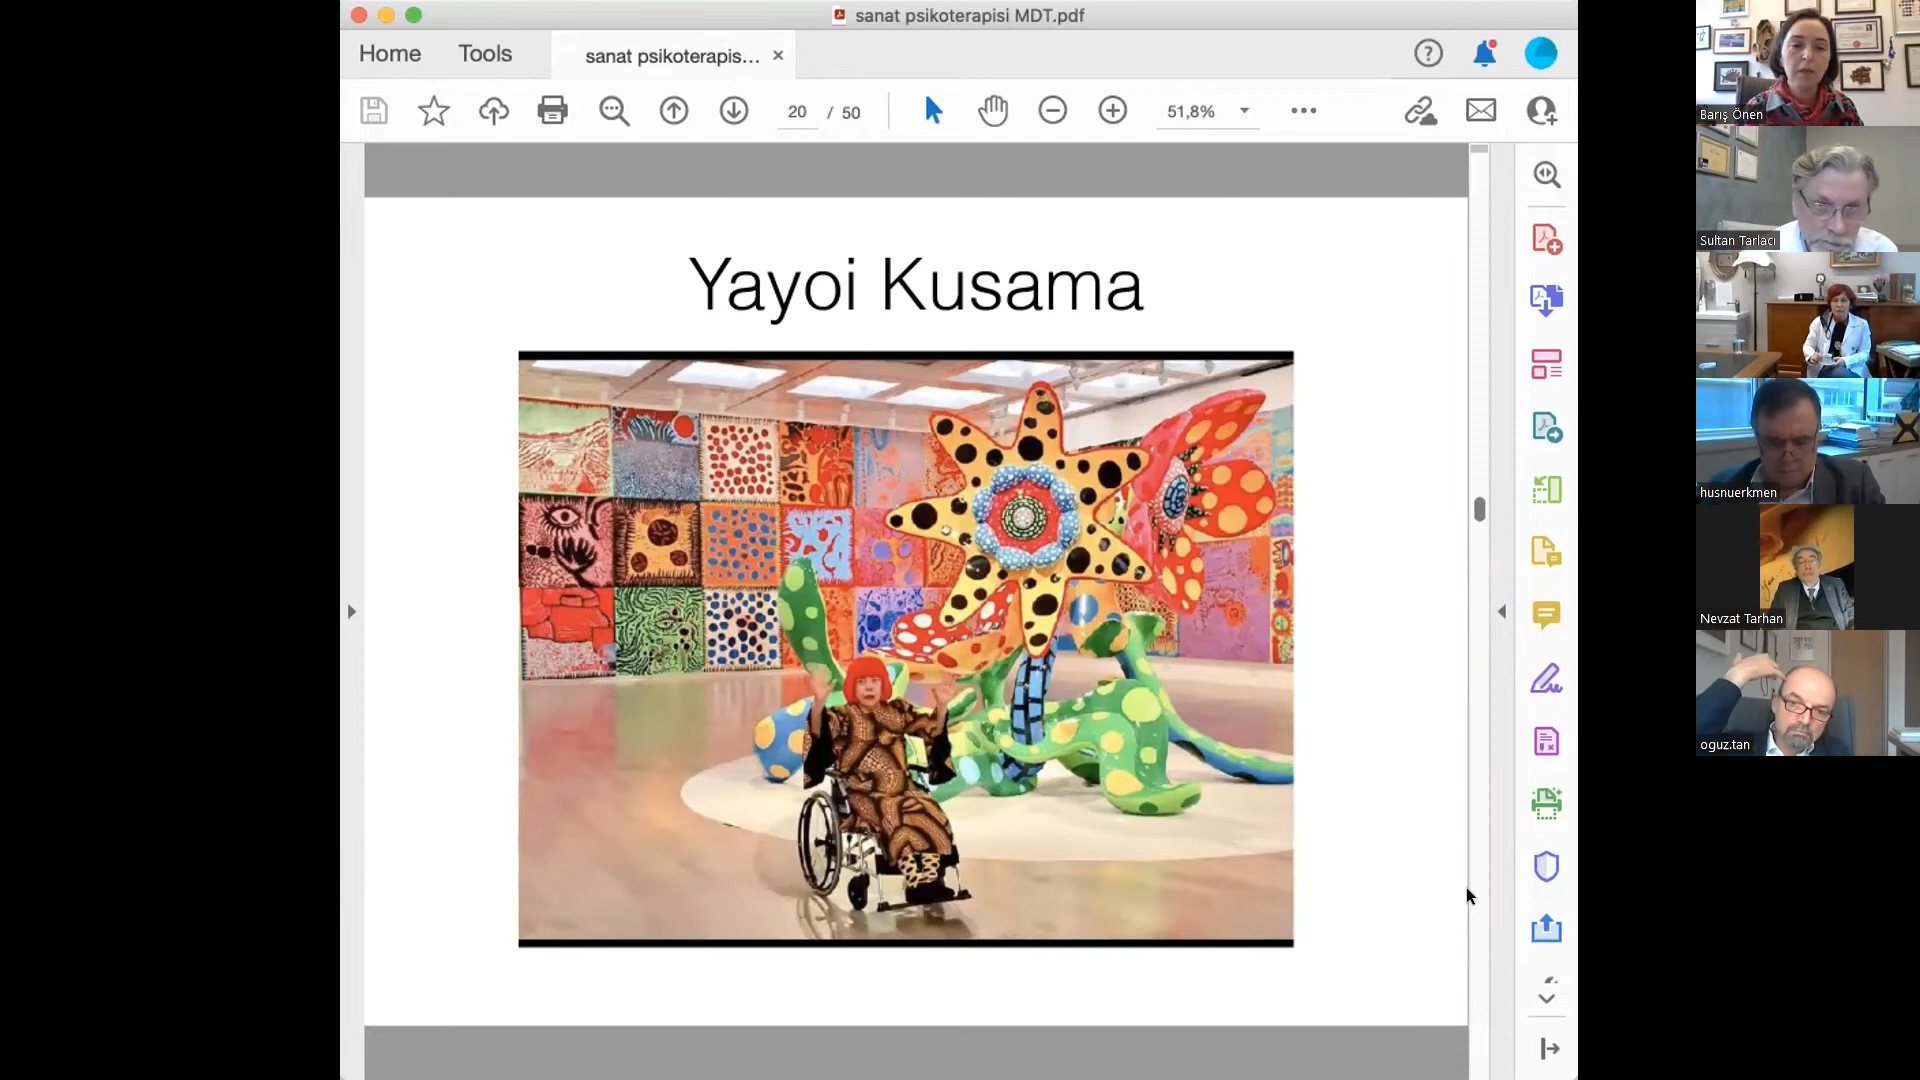 sanat psikoterapisi MDT.pdf
Home
Tools
sanat psikoterapis...
20 / 50
51,8%
Yayoi Kusama
Barış Önen
Sultan Tarlacı
husnuerkmen
Nevzat Tarhan
oguz.tan